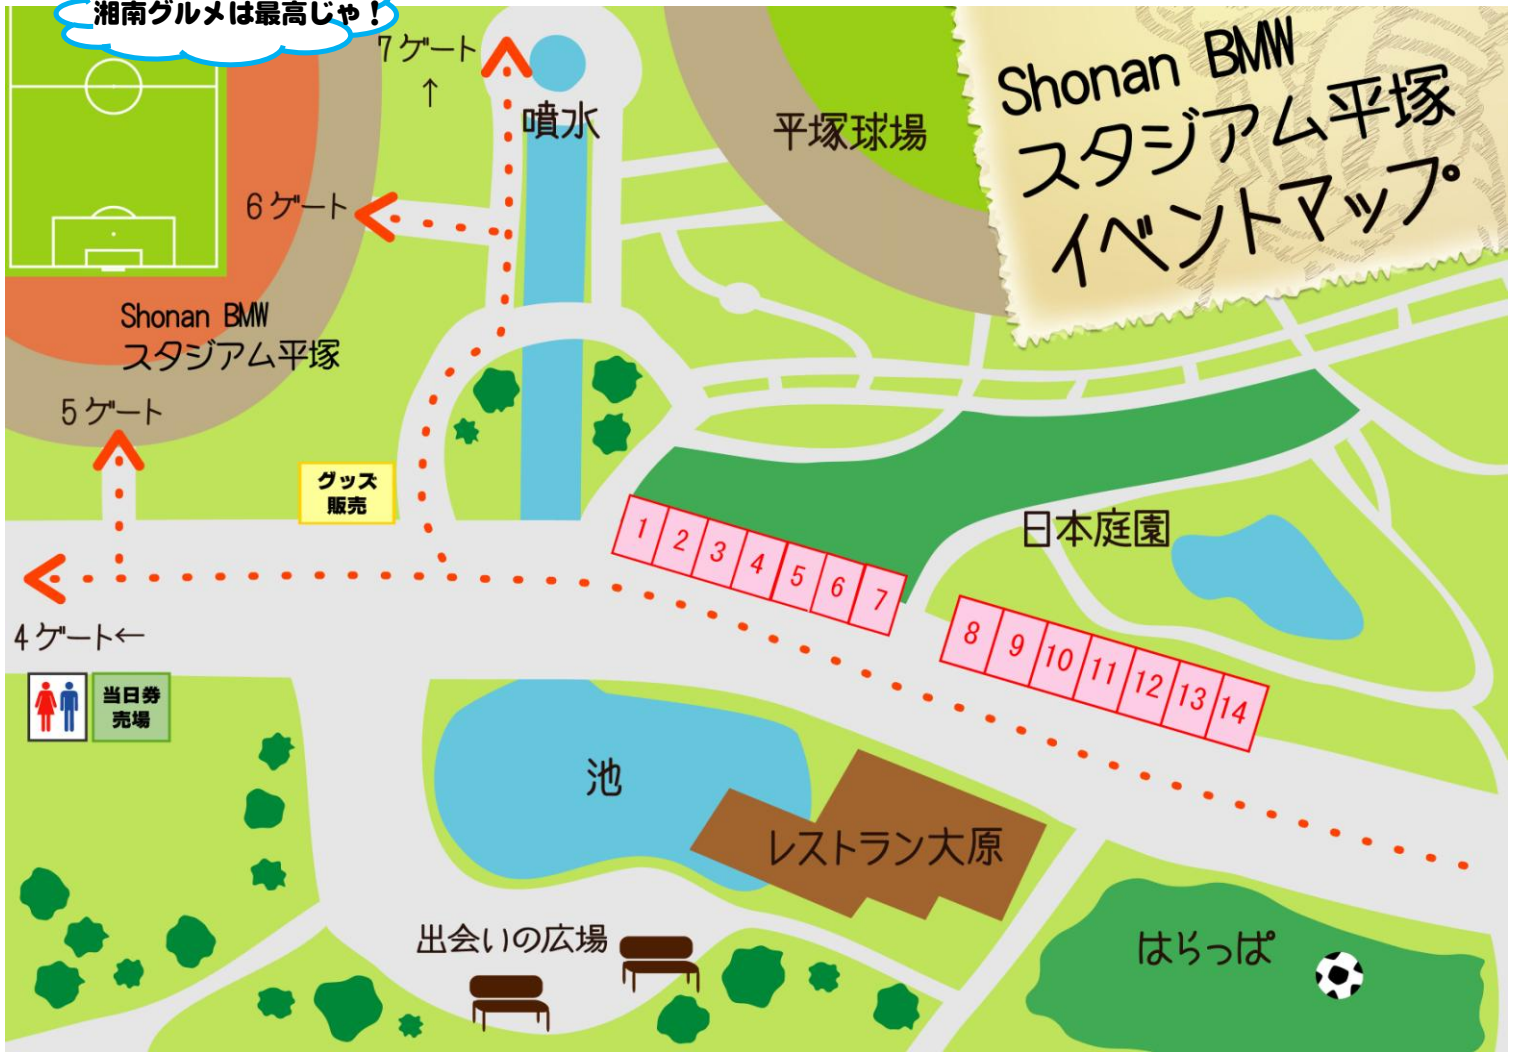 湘南グルメは最高じゃ!
Shonan BMW
スタジアム平塚
イベントマップ
7ゲート
↑
噴水
平塚球場
6ゲート
Shonan BMW
スタジアム平塚
5ゲート
グッズ
販売
日本庭園
1 2 3 4 5 6 7
8 9 10 11 12 13 14
4ゲート←
当日券
売場
池
レストラン大原
出会いの広場
はらっぱ